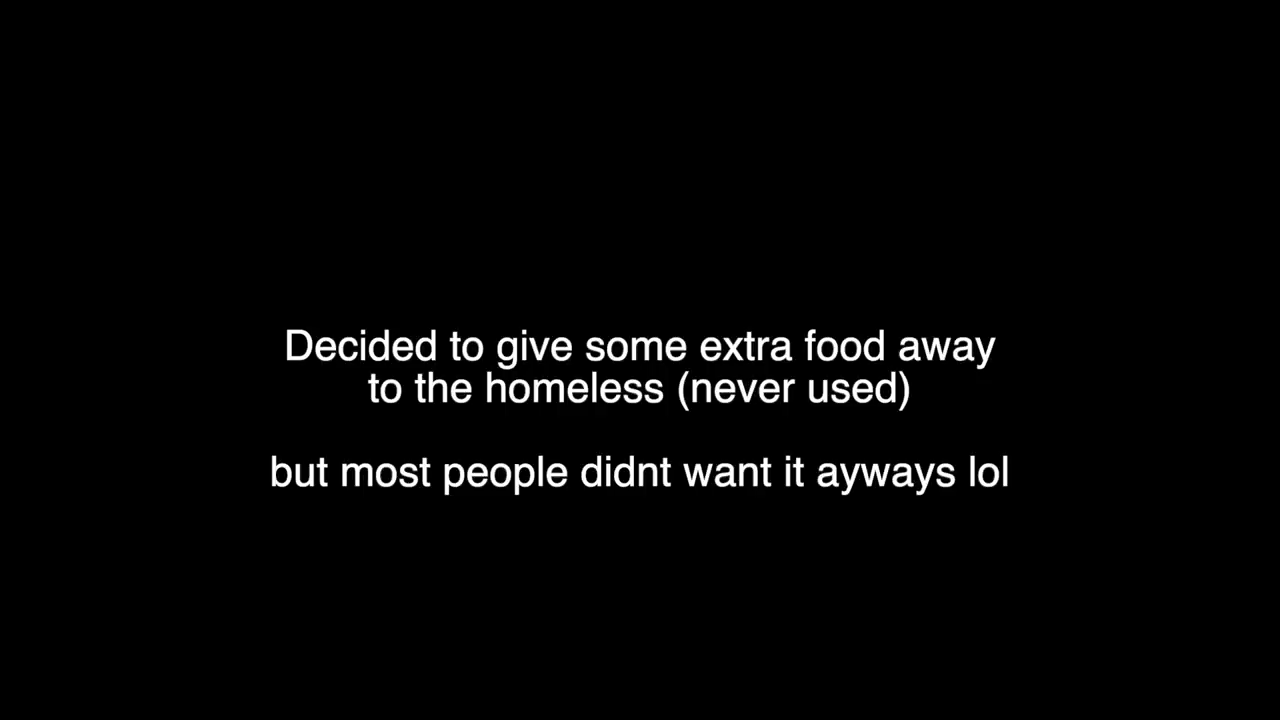 Decided to give some extra food away
to the homeless (never used)
but most people didnt want it ayways lol